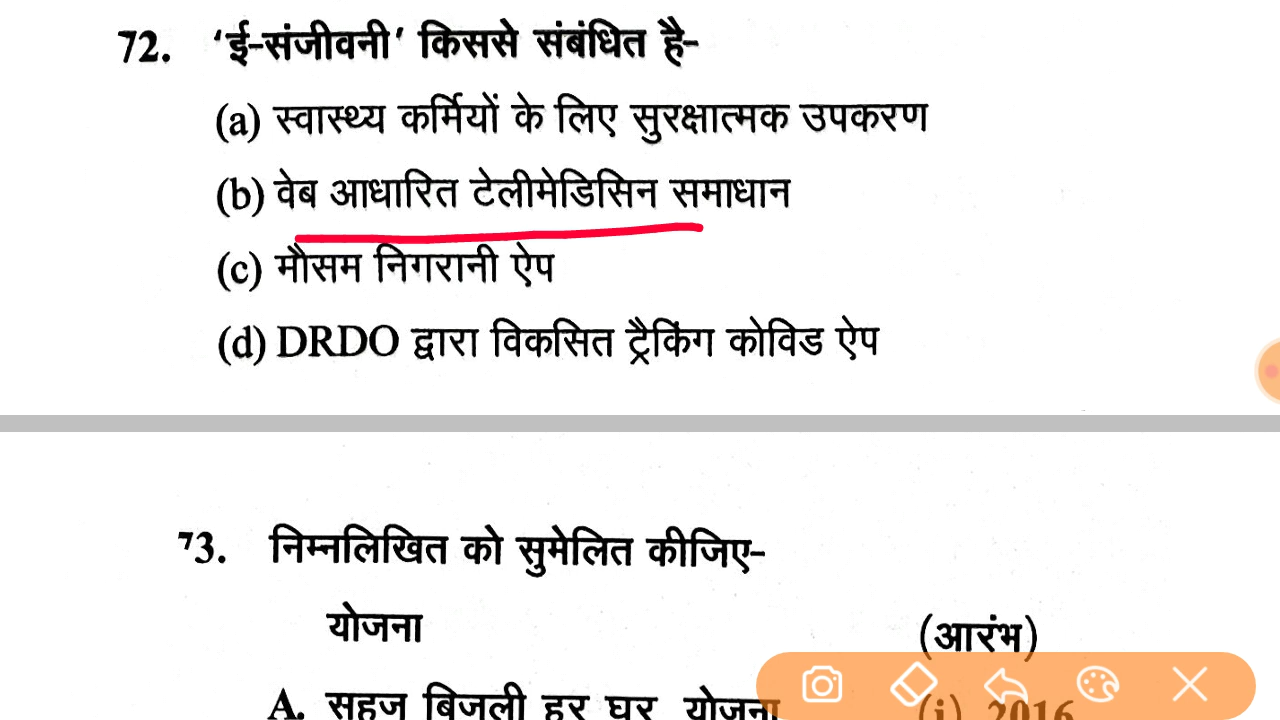 72. 'ई-संजीवनी' किससे संबंधित है-
(a) स्वास्थ्य कर्मियों के लिए सुरक्षात्मक उपकरण
(b) वेब आधारित टेलीमेडिसिन समाधान
(c) मौसम निगरानी ऐप
(d) DRDO द्वारा विकसित ट्रैकिंग कोविड ऐप
73. निम्नलिखित को सुमेलित कीजिए-
योजना (आरंभ)
A. सहज बिजली हर घर योजना (i) 2016